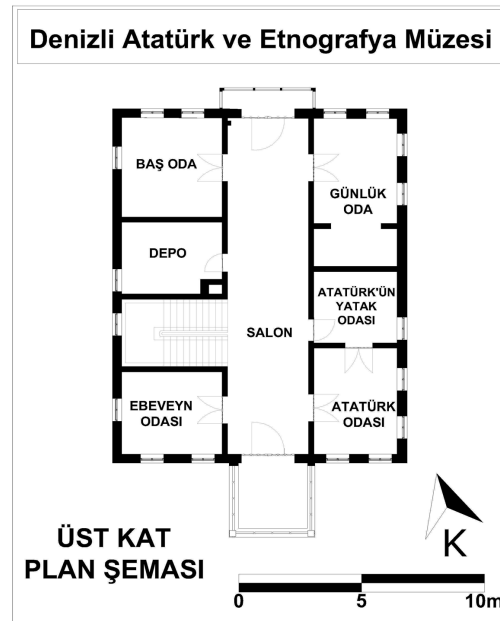 Denizli Atatürk ve Etnografya Müzesi
BAŞ ODA
GÜNLÜK
ODA
DEPO
ATATÜRK'ÜN
YATAK
ODASI
SALON
EBEVEYN
ODASI
ATATÜRK
ODASI
ÜST KAT
PLAN ŞEMASI
K
0 5 10m